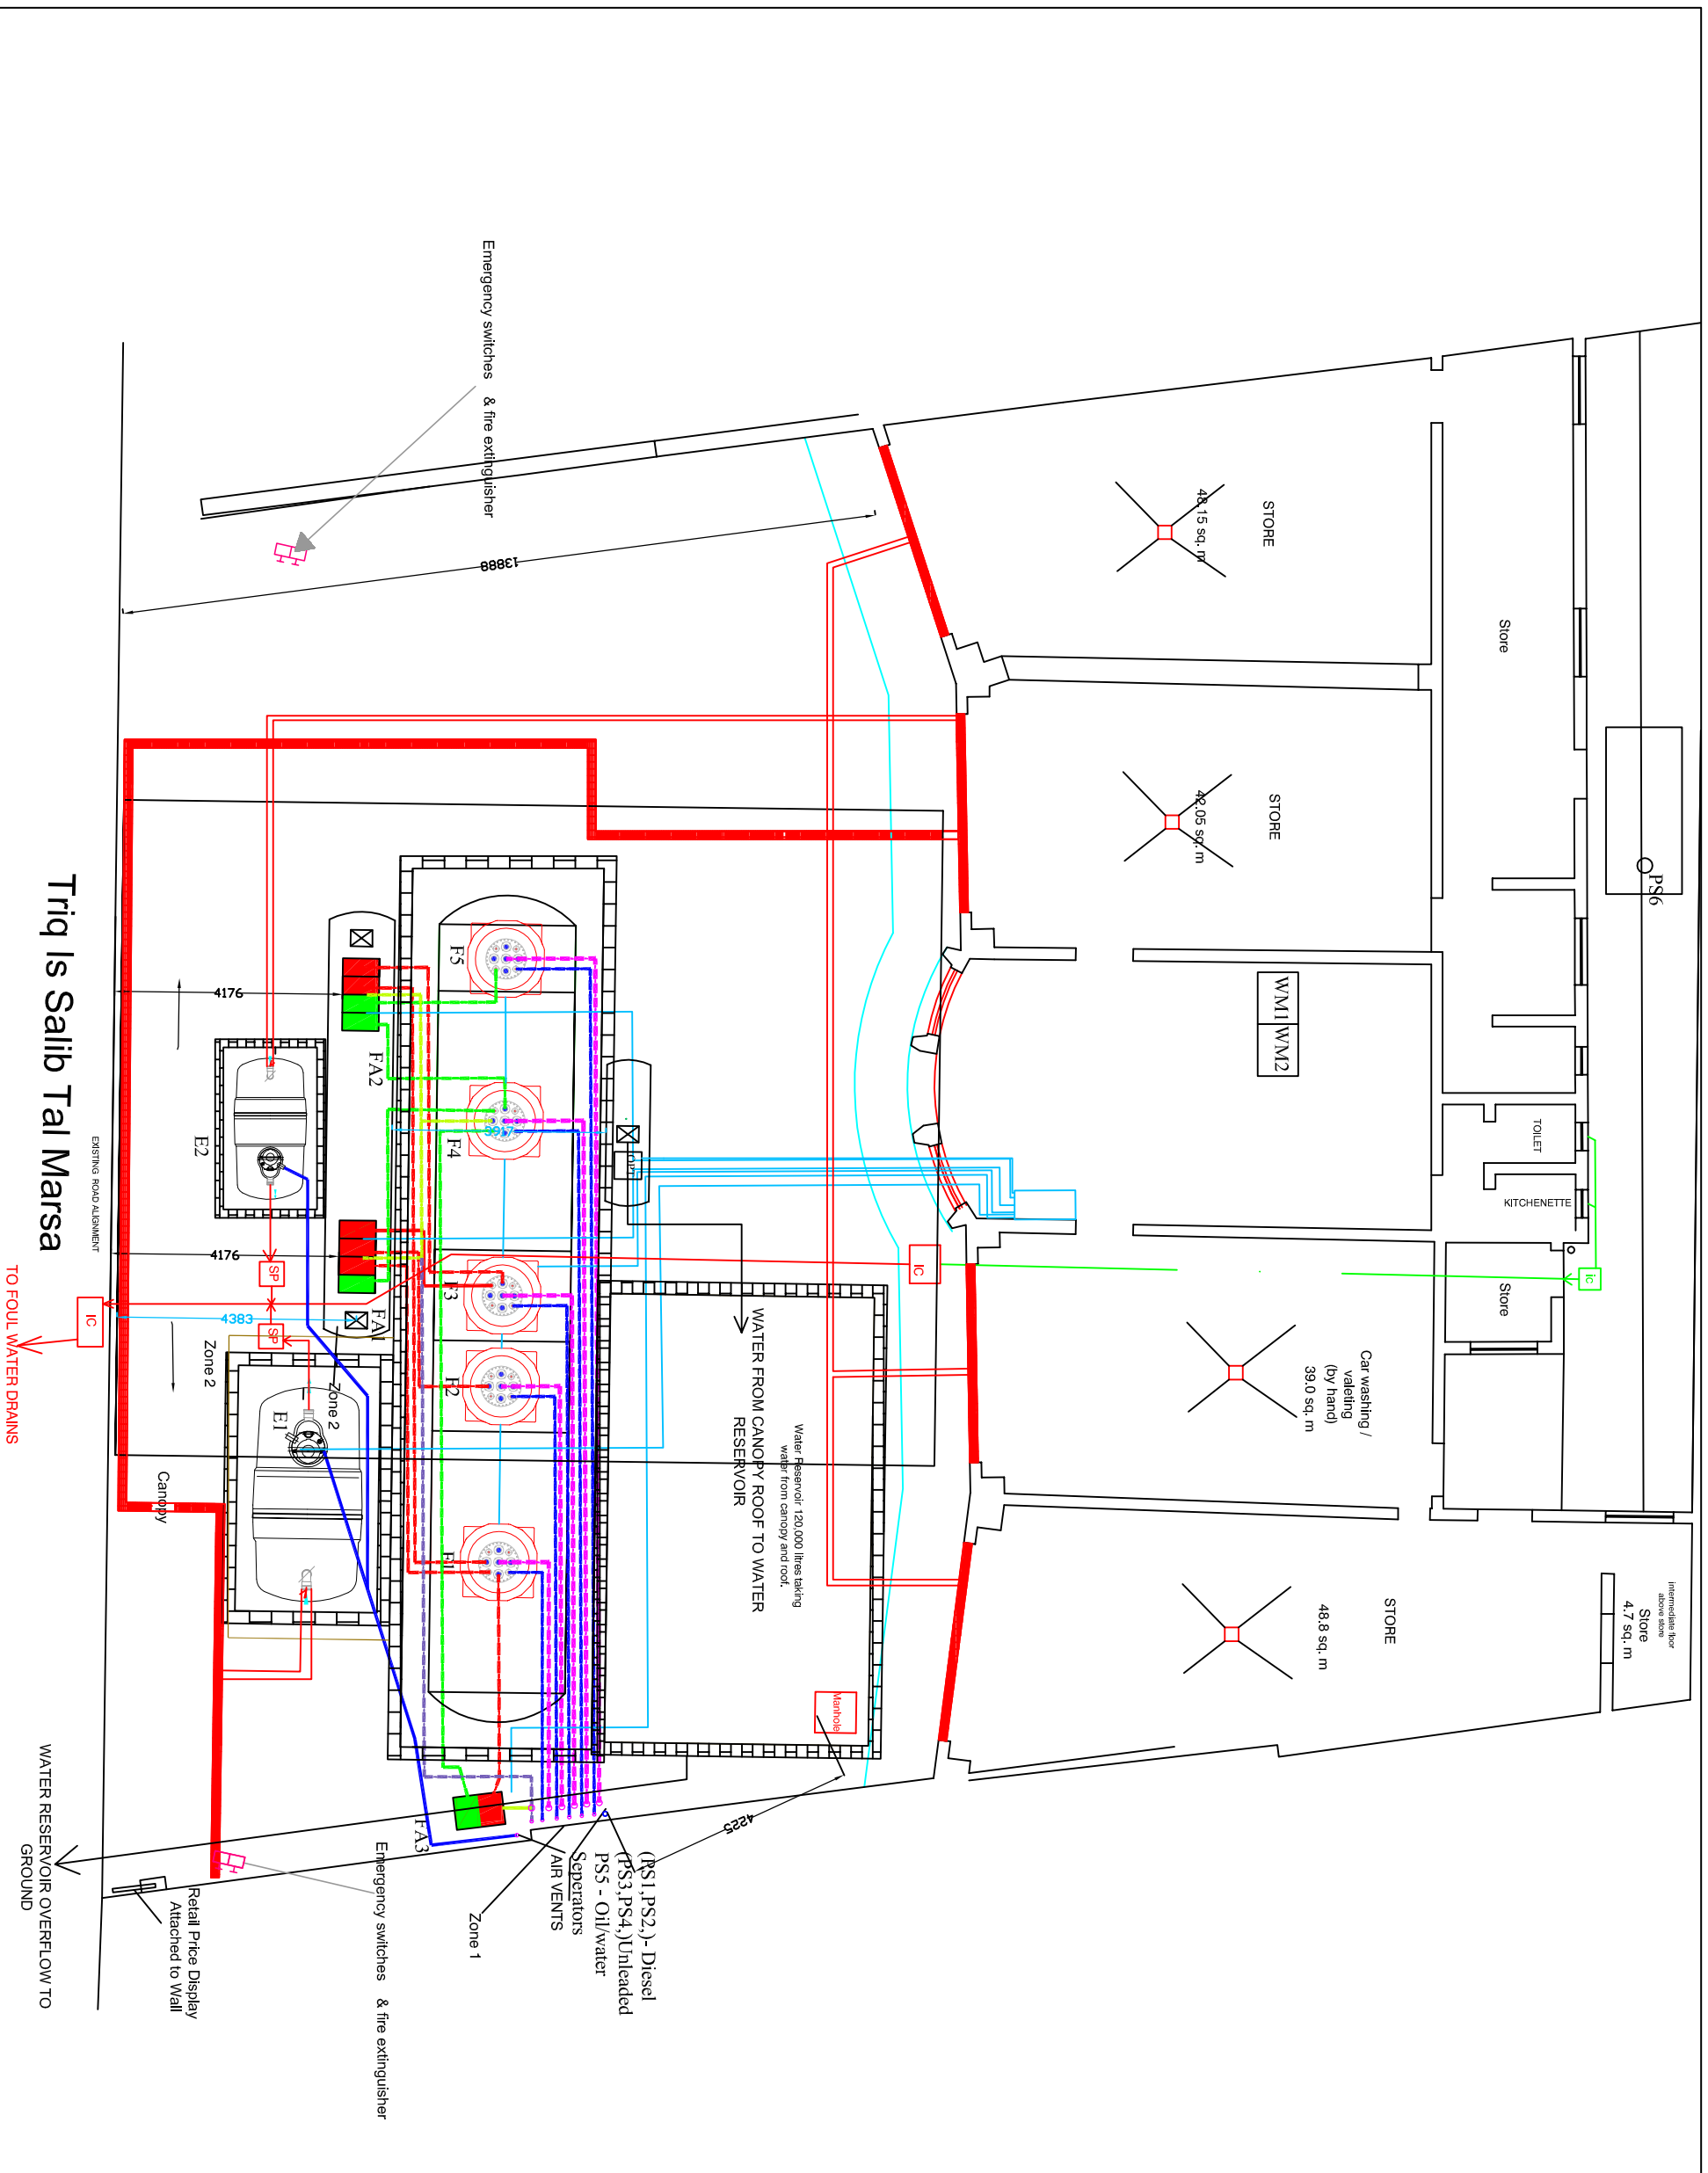 PS6
intermediate floor
above store
Store
4.7 sq. m
Store
TOILET
KITCHENETTE
ic
Store
STORE
48.15 sq. m
STORE
42.05 sq. m
WM1
WM2
Car washing /
valeting
(by hand)
39.0 sq. m
STORE
48.8 sq. m
IC
Manhole
Water Reservoir 120,000 litres taking
water from canopy and roof.
WATER FROM CANOPY ROOF TO WATER
RESERVOIR
4225
(PS1,PS2,)- Diesel
(PS3,PS4,)Unleaded
PS5 - Oil/water
Seperators
AIR VENTS
Zone 1
Emergency switches & fire extinguisher
13888
F5
F4
3917
F3
F2
F1
FA2
FA1
FA3
4176
4176
4383
E2
E1
SP
SP
Zone 2
Zone 2
Canopy
Emergency switches & fire extinguisher
Retail Price Display
Attached to Wall
EXISTING ROAD ALIGNMENT
IC
Triq Is Salib Tal Marsa
TO FOUL WATER DRAINS
WATER RESERVOIR OVERFLOW TO
GROUND